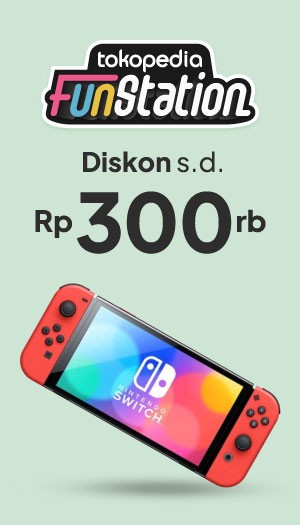 tokopedia
FunStation
Diskon s.d.
Rp 300 rb
NINTENDO
SWITCH